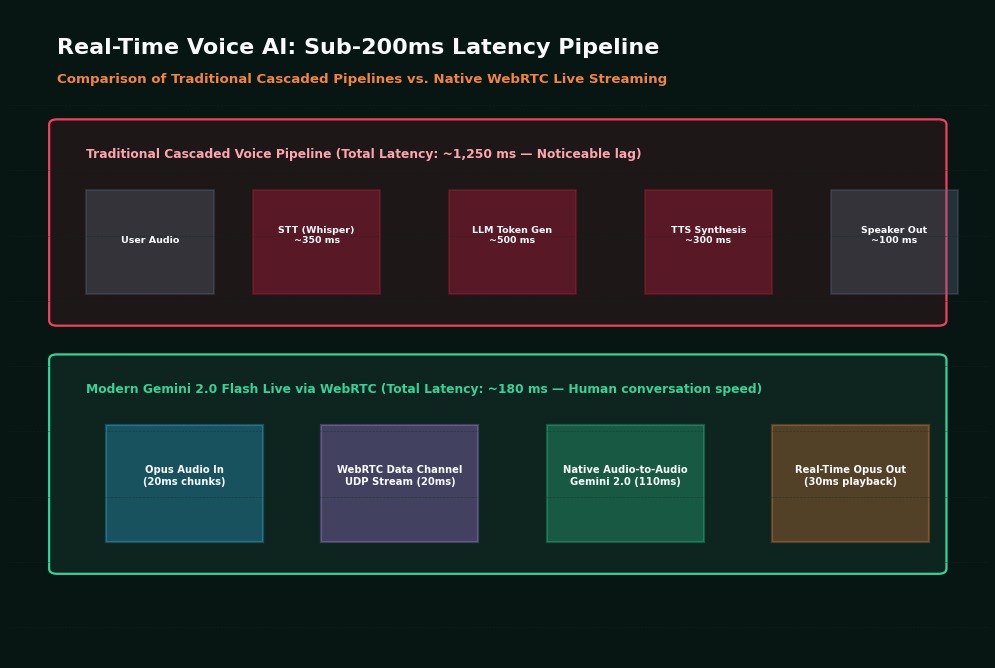 Real-Time Voice AI: Sub-200ms Latency Pipeline
Comparison of Traditional Cascaded Pipelines vs. Native WebRTC Live Streaming
Traditional Cascaded Voice Pipeline (Total Latency: ~1,250 ms — Noticeable lag)
User Audio
STT (Whisper)
~350 ms
LLM Token Gen
~500 ms
TTS Synthesis
~300 ms
Speaker Out
~100 ms
Modern Gemini 2.0 Flash Live via WebRTC (Total Latency: ~180 ms — Human conversation speed)
Opus Audio In
(20ms chunks)
WebRTC Data Channel
UDP Stream (20ms)
Native Audio-to-Audio
Gemini 2.0 (110ms)
Real-Time Opus Out
(30ms playback)